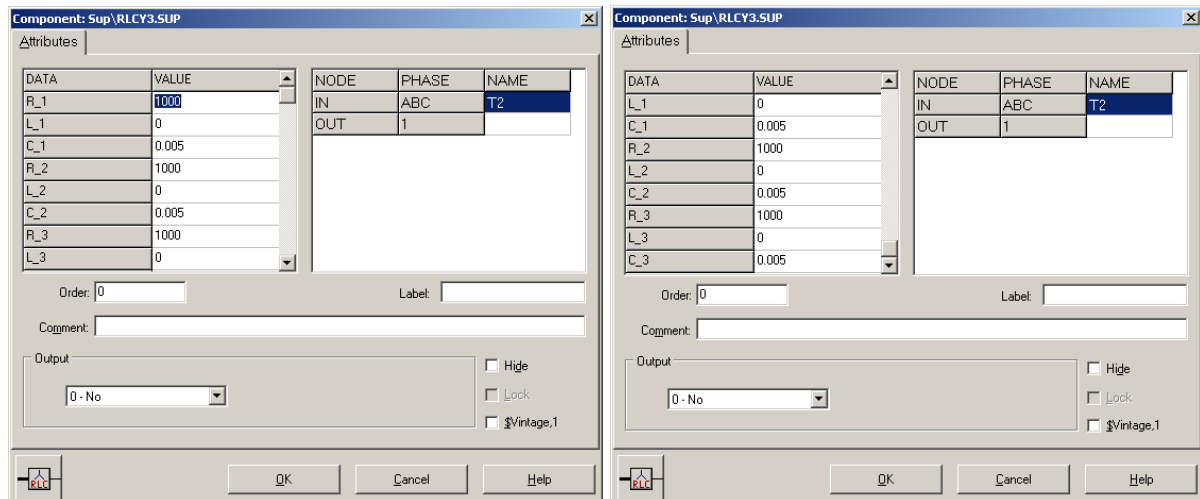 Component: Sup\RLCY3.SUP
Attributes
DATA VALUE
R_1 1000
L_1 0
C_1 0.005
R_2 1000
L_2 0
C_2 0.005
R_3 1000
L_3 0
NODE PHASE NAME
IN ABC T2
OUT 1
Order: 0 Label:
Comment:
Output
0 - No
Hide
Lock
$Vintage,1
RLC
OK Cancel Help
Component: Sup\RLCY3.SUP
Attributes
DATA VALUE
L_1 0
C_1 0.005
R_2 1000
L_2 0
C_2 0.005
R_3 1000
L_3 0
C_3 0.005
NODE PHASE NAME
IN ABC T2
OUT 1
Order: 0 Label:
Comment:
Output
0 - No
Hide
Lock
$Vintage,1
RLC
OK Cancel Help